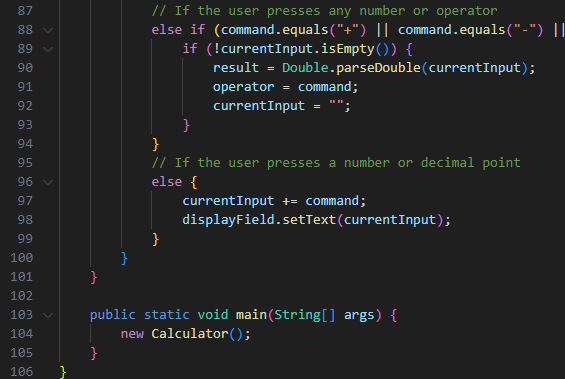 87 // If the user presses any number or operator
88 else if (command.equals("+") || command.equals("-") ||
89 if (!currentInput.isEmpty()) {
90 result = Double.parseDouble(currentInput);
91 operator = command;
92 currentInput = "";
93 }
94 }
95 // If the user presses a number or decimal point
96 else {
97 currentInput += command;
98 displayField.setText(currentInput);
99 }
100 }
101 }
102
103 public static void main(String[] args) {
104 new Calculator();
105 }
106 }